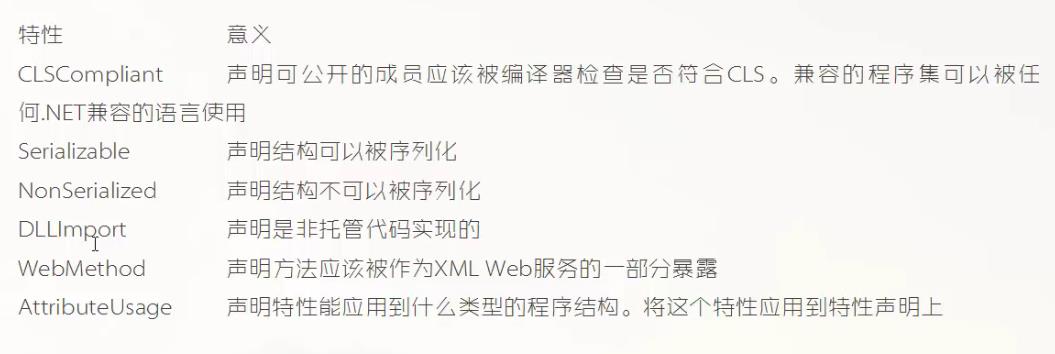 特性 意义
CLSCompliant 声明可公开的成员应该被编译器检查是否符合CLS。兼容的程序集可以被任
何.NET兼容的语言使用
Serializable 声明结构可以被序列化
NonSerialized 声明结构不可以被序列化
DLLImport 声明是非托管代码实现的
WebMethod 声明方法应该被作为XML Web服务的一部分暴露
AttributeUsage 声明特性能应用到什么类型的程序结构。将这个特性应用到特性声明上